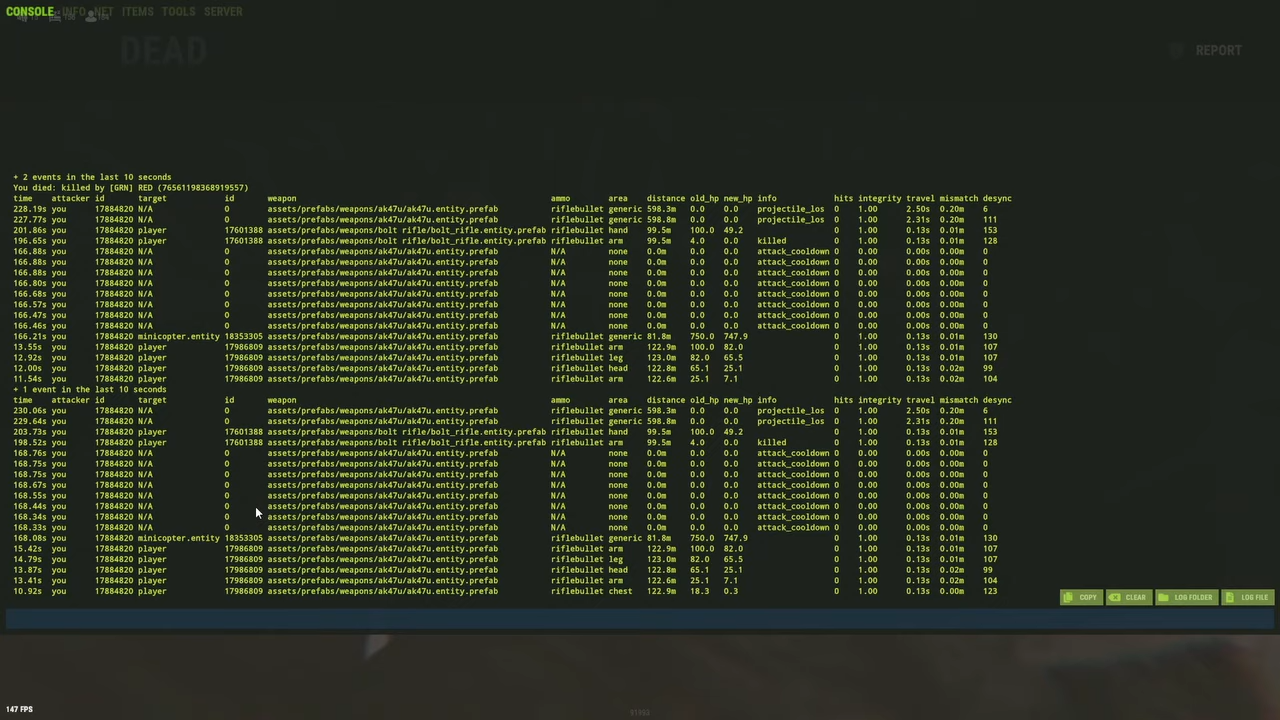 CONSOLE INFO NET ITEMS TOOLS SERVER
DEAD
REPORT
+ 2 events in the last 10 seconds
You died: killed by [GRN] RED (76561198368919557)
time attacker id target id weapon ammo area distance old_hp new_hp info hits integrity travel mismatch desync
228.19s you 17884820 N/A 0 assets/prefabs/weapons/ak47u/ak47u.entity.prefab riflebullet generic 598.3m 0.0 0.0 projectile_los 0 1.00 2.50s 0.20m 6
227.77s you 17884820 N/A 0 assets/prefabs/weapons/ak47u/ak47u.entity.prefab riflebullet generic 598.8m 0.0 0.0 projectile_los 0 1.00 2.31s 0.20m 111
201.86s you 17884820 player 17601388 assets/prefabs/weapons/bolt rifle/bolt_rifle.entity.prefab riflebullet hand 99.5m 100.0 49.2 0 1.00 0.13s 0.01m 153
196.65s you 17884820 player 17601388 assets/prefabs/weapons/bolt rifle/bolt_rifle.entity.prefab riflebullet arm 99.5m 4.0 0.0 killed 0 1.00 0.13s 0.01m 128
166.88s you 17884820 N/A 0 assets/prefabs/weapons/ak47u/ak47u.entity.prefab N/A none 0.0m 0.0 0.0 attack_cooldown 0 0.00 0.00s 0.00m 0
166.88s you 17884820 N/A 0 assets/prefabs/weapons/ak47u/ak47u.entity.prefab N/A none 0.0m 0.0 0.0 attack_cooldown 0 0.00 0.00s 0.00m 0
166.88s you 17884820 N/A 0 assets/prefabs/weapons/ak47u/ak47u.entity.prefab N/A none 0.0m 0.0 0.0 attack_cooldown 0 0.00 0.00s 0.00m 0
166.80s you 17884820 N/A 0 assets/prefabs/weapons/ak47u/ak47u.entity.prefab N/A none 0.0m 0.0 0.0 attack_cooldown 0 0.00 0.00s 0.00m 0
166.68s you 17884820 N/A 0 assets/prefabs/weapons/ak47u/ak47u.entity.prefab N/A none 0.0m 0.0 0.0 attack_cooldown 0 0.00 0.00s 0.00m 0
166.57s you 17884820 N/A 0 assets/prefabs/weapons/ak47u/ak47u.entity.prefab N/A none 0.0m 0.0 0.0 attack_cooldown 0 0.00 0.00s 0.00m 0
166.47s you 17884820 N/A 0 assets/prefabs/weapons/ak47u/ak47u.entity.prefab N/A none 0.0m 0.0 0.0 attack_cooldown 0 0.00 0.00s 0.00m 0
166.46s you 17884820 N/A 0 assets/prefabs/weapons/ak47u/ak47u.entity.prefab N/A none 0.0m 0.0 0.0 attack_cooldown 0 0.00 0.00s 0.00m 0
166.21s you 17884820 minicopter.entity 18353305 assets/prefabs/weapons/ak47u/ak47u.entity.prefab riflebullet generic 81.8m 750.0 747.9 0 1.00 0.13s 0.01m 130
13.55s you 17884820 player 17986809 assets/prefabs/weapons/ak47u/ak47u.entity.prefab riflebullet arm 122.9m 100.0 82.0 0 1.00 0.13s 0.01m 107
12.92s you 17884820 player 17986809 assets/prefabs/weapons/ak47u/ak47u.entity.prefab riflebullet leg 123.0m 82.0 65.5 0 1.00 0.13s 0.01m 107
12.00s you 17884820 player 17986809 assets/prefabs/weapons/ak47u/ak47u.entity.prefab riflebullet head 122.8m 65.1 25.1 0 1.00 0.13s 0.02m 99
11.54s you 17884820 player 17986809 assets/prefabs/weapons/ak47u/ak47u.entity.prefab riflebullet arm 122.6m 25.1 7.1 0 1.00 0.13s 0.01m 104
+ 1 event in the last 10 seconds
time attacker id target id weapon ammo area distance old_hp new_hp info hits integrity travel mismatch desync
230.06s you 17884820 N/A 0 assets/prefabs/weapons/ak47u/ak47u.entity.prefab riflebullet generic 598.3m 0.0 0.0 projectile_los 0 1.00 2.50s 0.20m 6
229.64s you 17884820 N/A 0 assets/prefabs/weapons/ak47u/ak47u.entity.prefab riflebullet generic 598.8m 0.0 0.0 projectile_los 0 1.00 2.31s 0.20m 111
203.73s you 17884820 player 17601388 assets/prefabs/weapons/bolt rifle/bolt_rifle.entity.prefab riflebullet hand 99.5m 100.0 49.2 0 1.00 0.13s 0.01m 153
198.52s you 17884820 player 17601388 assets/prefabs/weapons/bolt rifle/bolt_rifle.entity.prefab riflebullet arm 99.5m 4.0 0.0 killed 0 1.00 0.13s 0.01m 128
168.76s you 17884820 N/A 0 assets/prefabs/weapons/ak47u/ak47u.entity.prefab N/A none 0.0m 0.0 0.0 attack_cooldown 0 0.00 0.00s 0.00m 0
168.75s you 17884820 N/A 0 assets/prefabs/weapons/ak47u/ak47u.entity.prefab N/A none 0.0m 0.0 0.0 attack_cooldown 0 0.00 0.00s 0.00m 0
168.75s you 17884820 N/A 0 assets/prefabs/weapons/ak47u/ak47u.entity.prefab N/A none 0.0m 0.0 0.0 attack_cooldown 0 0.00 0.00s 0.00m 0
168.67s you 17884820 N/A 0 assets/prefabs/weapons/ak47u/ak47u.entity.prefab N/A none 0.0m 0.0 0.0 attack_cooldown 0 0.00 0.00s 0.00m 0
168.55s you 17884820 N/A 0 assets/prefabs/weapons/ak47u/ak47u.entity.prefab N/A none 0.0m 0.0 0.0 attack_cooldown 0 0.00 0.00s 0.00m 0
168.44s you 17884820 N/A 0 assets/prefabs/weapons/ak47u/ak47u.entity.prefab N/A none 0.0m 0.0 0.0 attack_cooldown 0 0.00 0.00s 0.00m 0
168.34s you 17884820 N/A 0 assets/prefabs/weapons/ak47u/ak47u.entity.prefab N/A none 0.0m 0.0 0.0 attack_cooldown 0 0.00 0.00s 0.00m 0
168.33s you 17884820 N/A 0 assets/prefabs/weapons/ak47u/ak47u.entity.prefab N/A none 0.0m 0.0 0.0 attack_cooldown 0 0.00 0.00s 0.00m 0
168.08s you 17884820 minicopter.entity 18353305 assets/prefabs/weapons/ak47u/ak47u.entity.prefab riflebullet generic 81.8m 750.0 747.9 0 1.00 0.13s 0.01m 130
15.42s you 17884820 player 17986809 assets/prefabs/weapons/ak47u/ak47u.entity.prefab riflebullet arm 122.9m 100.0 82.0 0 1.00 0.13s 0.01m 107
14.79s you 17884820 player 17986809 assets/prefabs/weapons/ak47u/ak47u.entity.prefab riflebullet leg 123.0m 82.0 65.5 0 1.00 0.13s 0.01m 107
13.87s you 17884820 player 17986809 assets/prefabs/weapons/ak47u/ak47u.entity.prefab riflebullet head 122.8m 65.1 25.1 0 1.00 0.13s 0.02m 99
13.41s you 17884820 player 17986809 assets/prefabs/weapons/ak47u/ak47u.entity.prefab riflebullet arm 122.6m 25.1 7.1 0 1.00 0.13s 0.02m 104
10.92s you 17884820 player 17986809 assets/prefabs/weapons/ak47u/ak47u.entity.prefab riflebullet chest 122.9m 18.3 0.3 0 1.00 0.13s 0.00m 123
COPY CLEAR LOG FOLDER LOG FILE
147 FPS